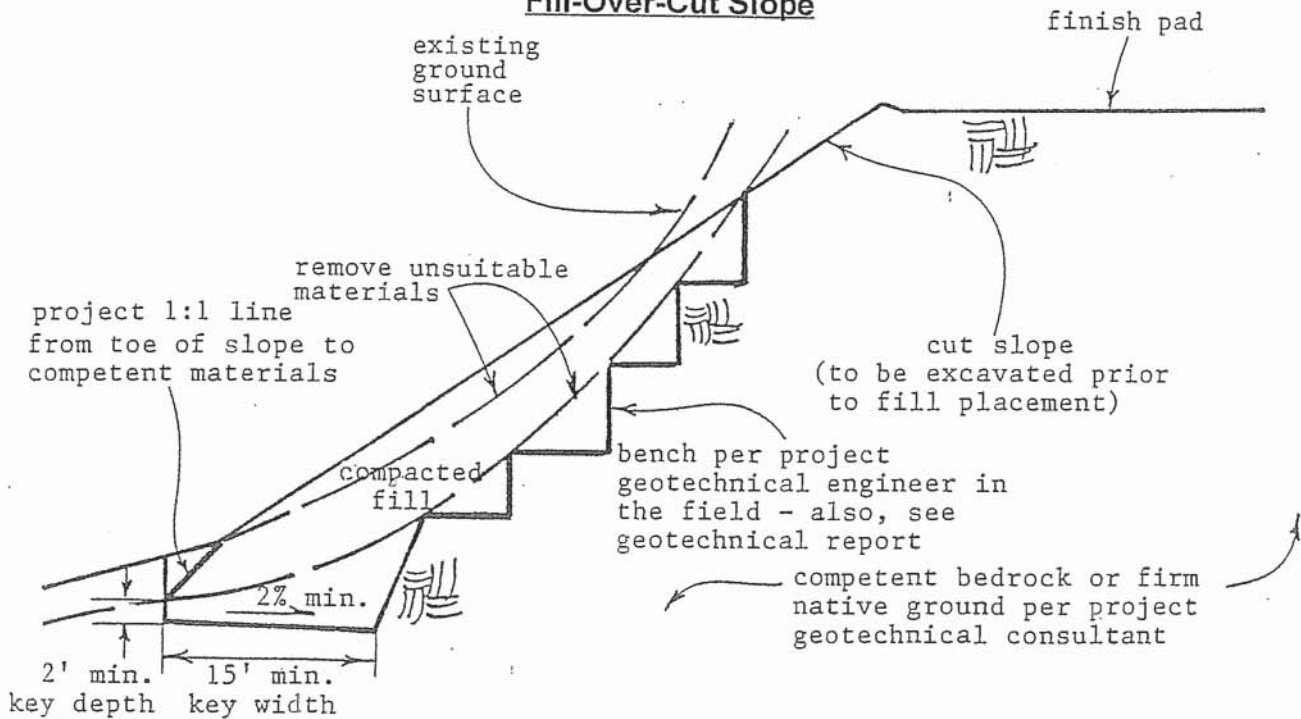 Fill-Over-Cut Slope
finish pad
existing
ground
surface
remove unsuitable
materials
project 1:1 line
from toe of slope to
competent materials
cut slope
(to be excavated prior
to fill placement)
compacted
fill
bench per project
geotechnical engineer in
the field - also, see
geotechnical report
2% min.
competent bedrock or firm
native ground per project
geotechnical consultant
2' min.
key depth
15' min.
key width